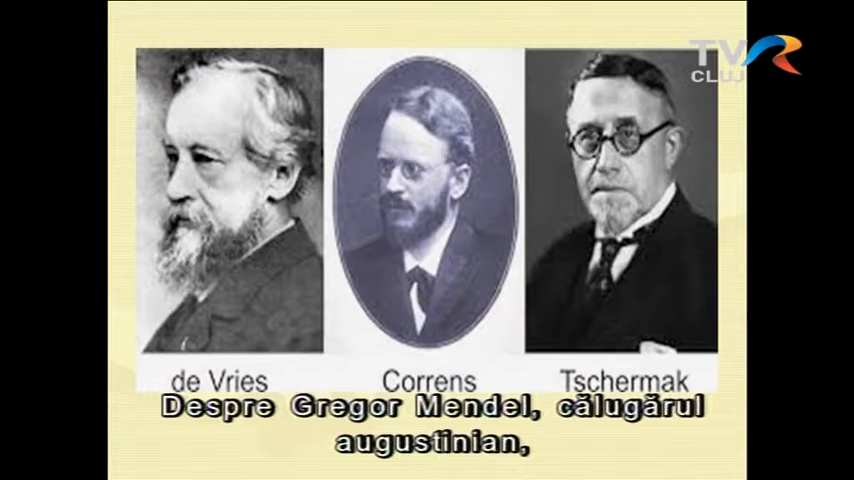 TVR
CLUJ
de Vries
Correns
Tschermak
Despre Gregor Mendel, călugărul
augustinian,